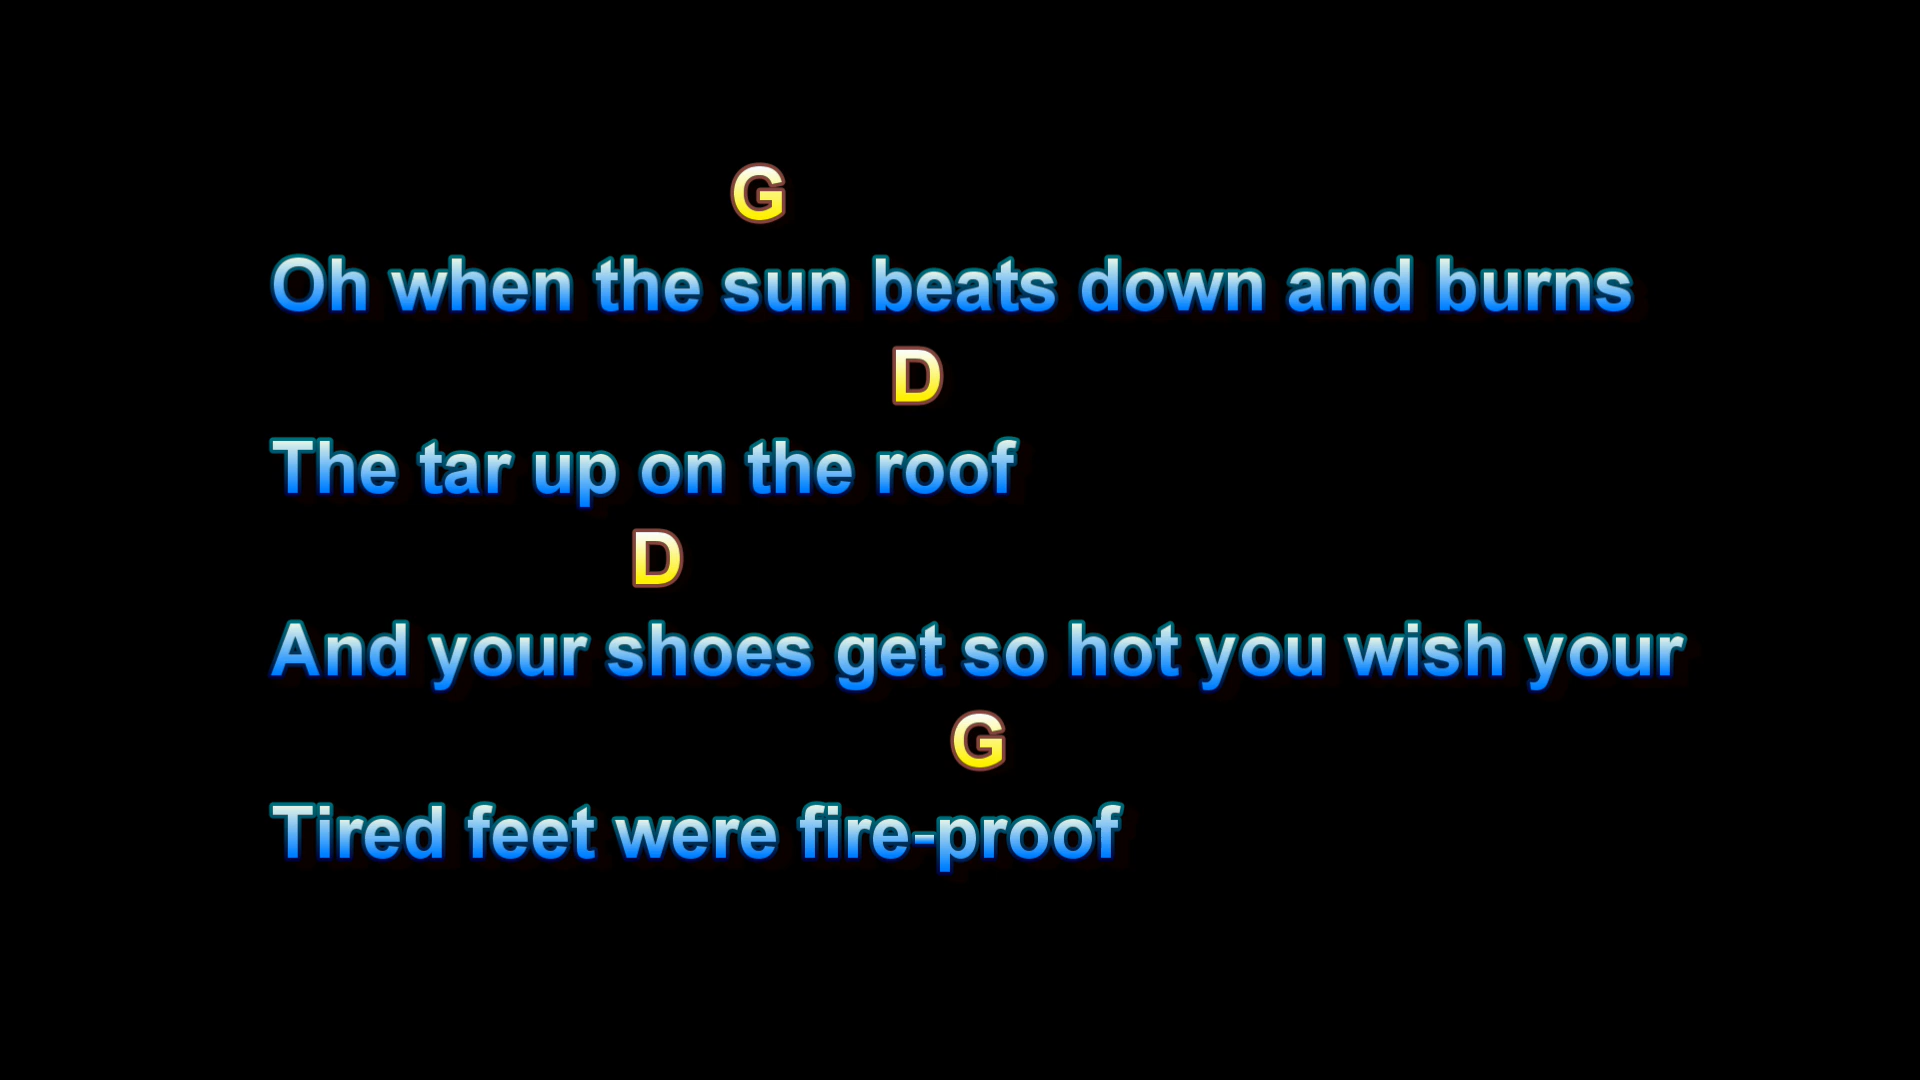 G
Oh when the sun beats down and burns
D
The tar up on the roof
D
And your shoes get so hot you wish your
G
Tired feet were fire-proof